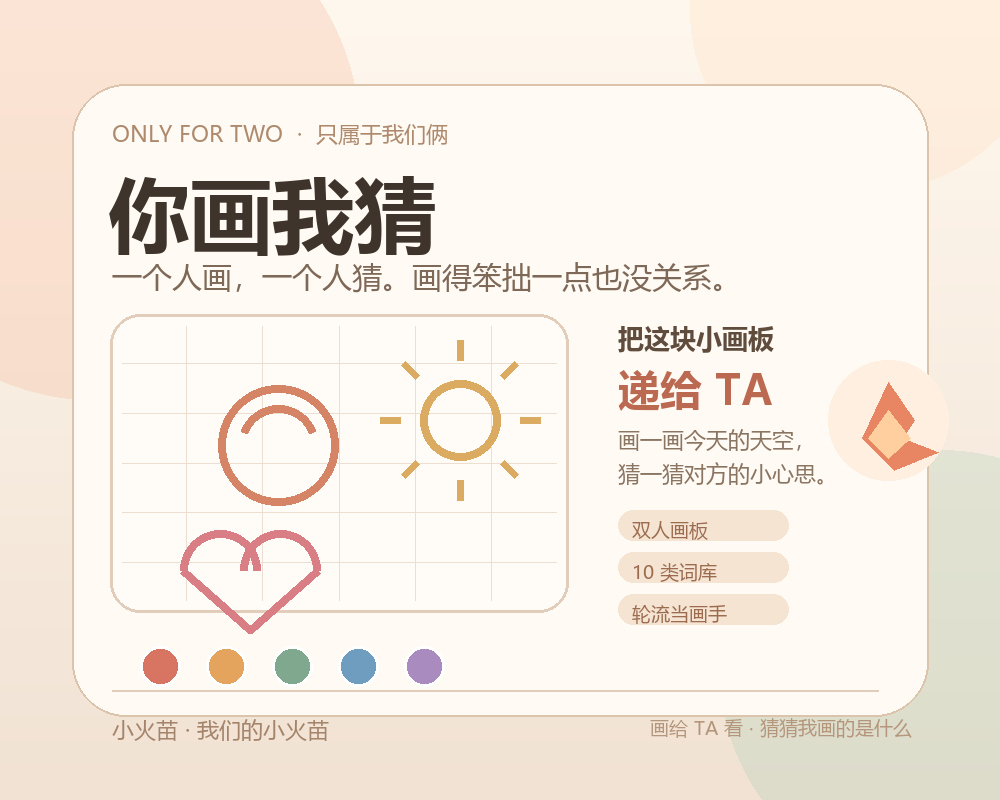 ONLY FOR TWO · 只属于我们俩
你画我猜
一个人画，一个人猜。画得笨拙一点也没关系。
把这块小画板
递给 TA
画一画今天的天空，
猜一猜对方的小心思。
双人画板
10 类词库
轮流当画手
小火苗 · 我们的小火苗
画给 TA 看 · 猜猜我画的是什么